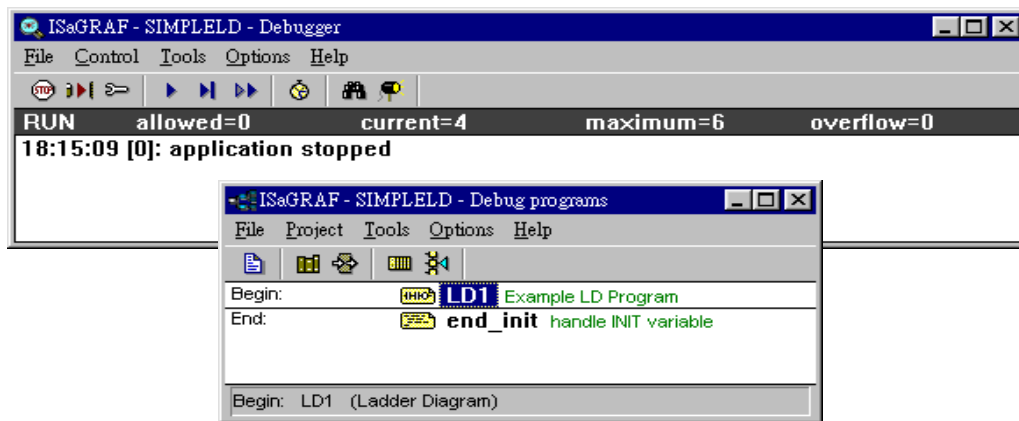 ISaGRAF - SIMPLELD - Debugger
File Control Tools Options Help
STOP
RUN allowed=0 current=4 maximum=6 overflow=0
18:15:09 [0]: application stopped
ISaGRAF - SIMPLELD - Debug programs
File Project Tools Options Help
Begin: LD1 Example LD Program
End: end_init handle INIT variable
Begin: LD1 (Ladder Diagram)